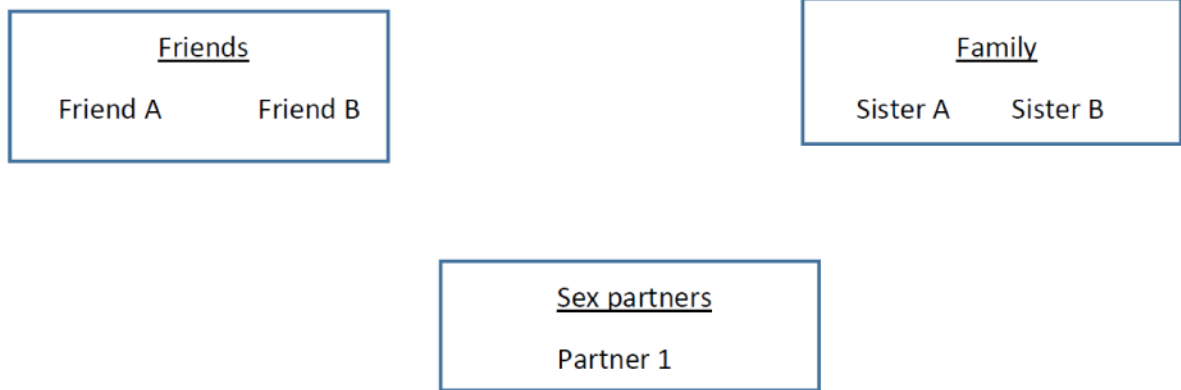 Friends
Friend A Friend B
Family
Sister A Sister B
Sex partners
Partner 1